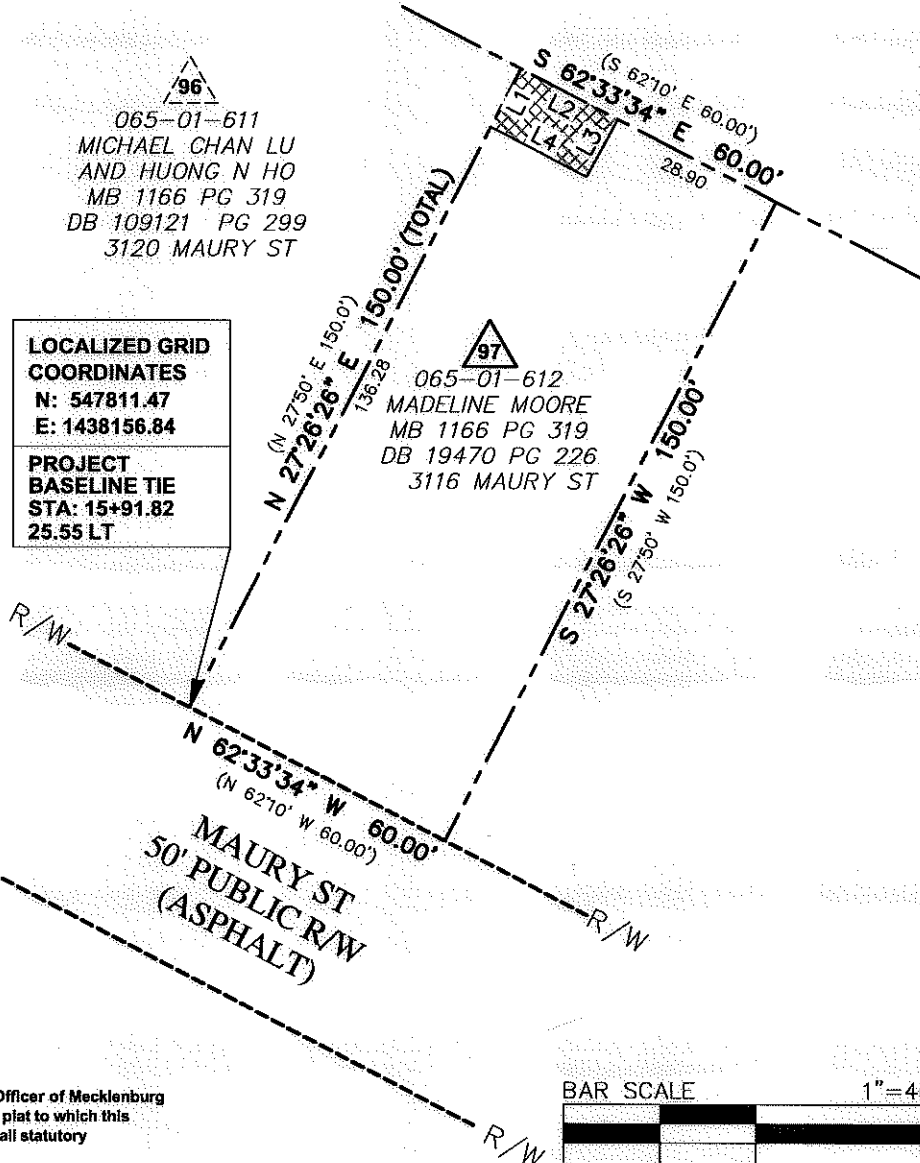 96
065-01-611
MICHAEL CHAN LU
AND HUONG N HO
MB 1166 PG 319
DB 109121 PG 299
3120 MAURY ST
S 62°33'34" E 60.00'
(S 62°10' E 60.00')
28.90
L1
L2
L3
L4
N 27°26'26" E 150.00' (TOTAL)
(N 27°50' E 150.0')
136.28
LOCALIZED GRID
COORDINATES
N: 547811.47
E: 1438156.84
PROJECT
BASELINE TIE
STA: 15+91.82
25.55 LT
97
065-01-612
MADELINE MOORE
MB 1166 PG 319
DB 19470 PG 226
3116 MAURY ST
S 27°26'26" W 150.00'
(S 27°50' W 150.0')
R/W
N 62°33'34" W 60.00'
(N 62°10' W 60.00')
R/W
MAURY ST
50' PUBLIC R/W
(ASPHALT)
R/W
Officer of Mecklenburg
plat to which this
all statutory
BAR SCALE 1"=4